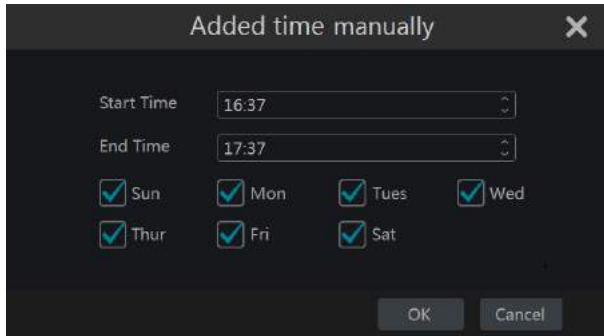 Added time manually
Start Time 16:37
End Time 17:37
Sun Mon Tues Wed
Thur Fri Sat
OK Cancel